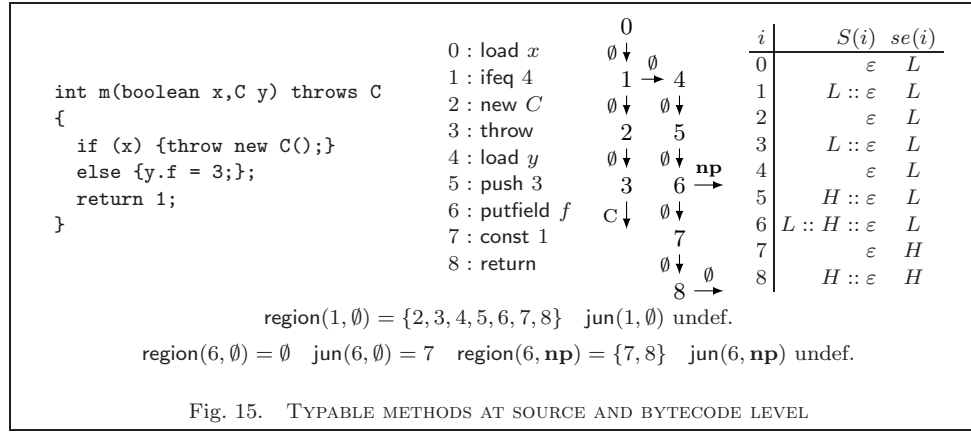 int m(boolean x,C y) throws C
{
if (x) {throw new C();}
else {y.f = 3;};
return 1;
}
0 : load x
1 : ifeq 4
2 : new C
3 : throw
4 : load y
5 : push 3
6 : putfield f
7 : const 1
8 : return
0
∅
∅
1 4
∅ ∅
2 5
∅ ∅ np
3 6
C ∅
7
∅ ∅
8
i S(i) se(i)
0 ε L
1 L :: ε L
2 ε L
3 L :: ε L
4 ε L
5 H :: ε L
6 L :: H :: ε L
7 ε H
8 H :: ε H
region(1, ∅) = {2, 3, 4, 5, 6, 7, 8} jun(1, ∅) undef.
region(6, ∅) = ∅ jun(6, ∅) = 7 region(6, np) = {7, 8} jun(6, np) undef.
Fig. 15. Typable methods at source and bytecode level